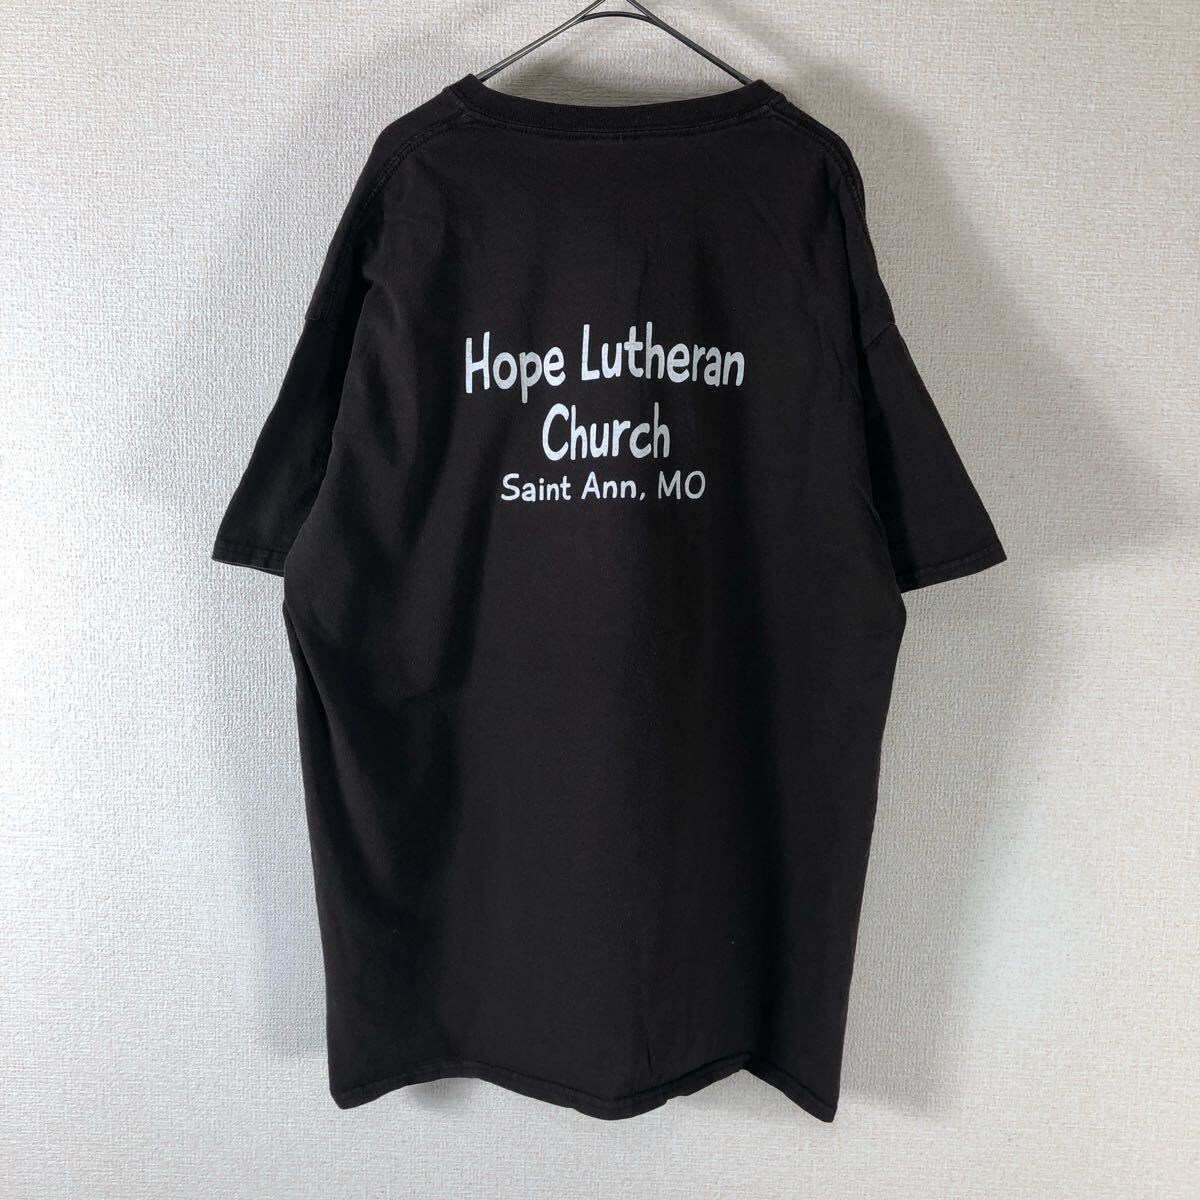 Hope Lutheran
Church
Saint Ann, MO